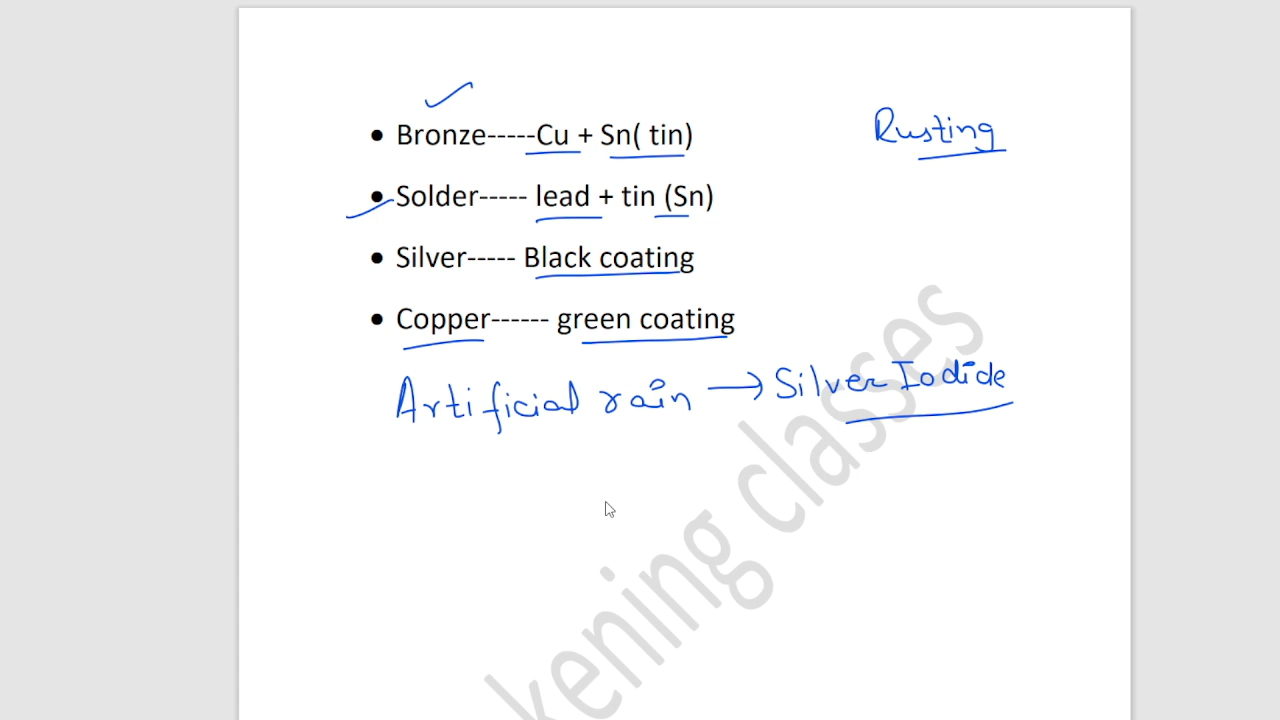 • Bronze-----Cu + Sn( tin)
Rusting
• Solder----- lead + tin (Sn)
• Silver----- Black coating
• Copper------ green coating
Artificial rain → Silver Iodide
kening classes